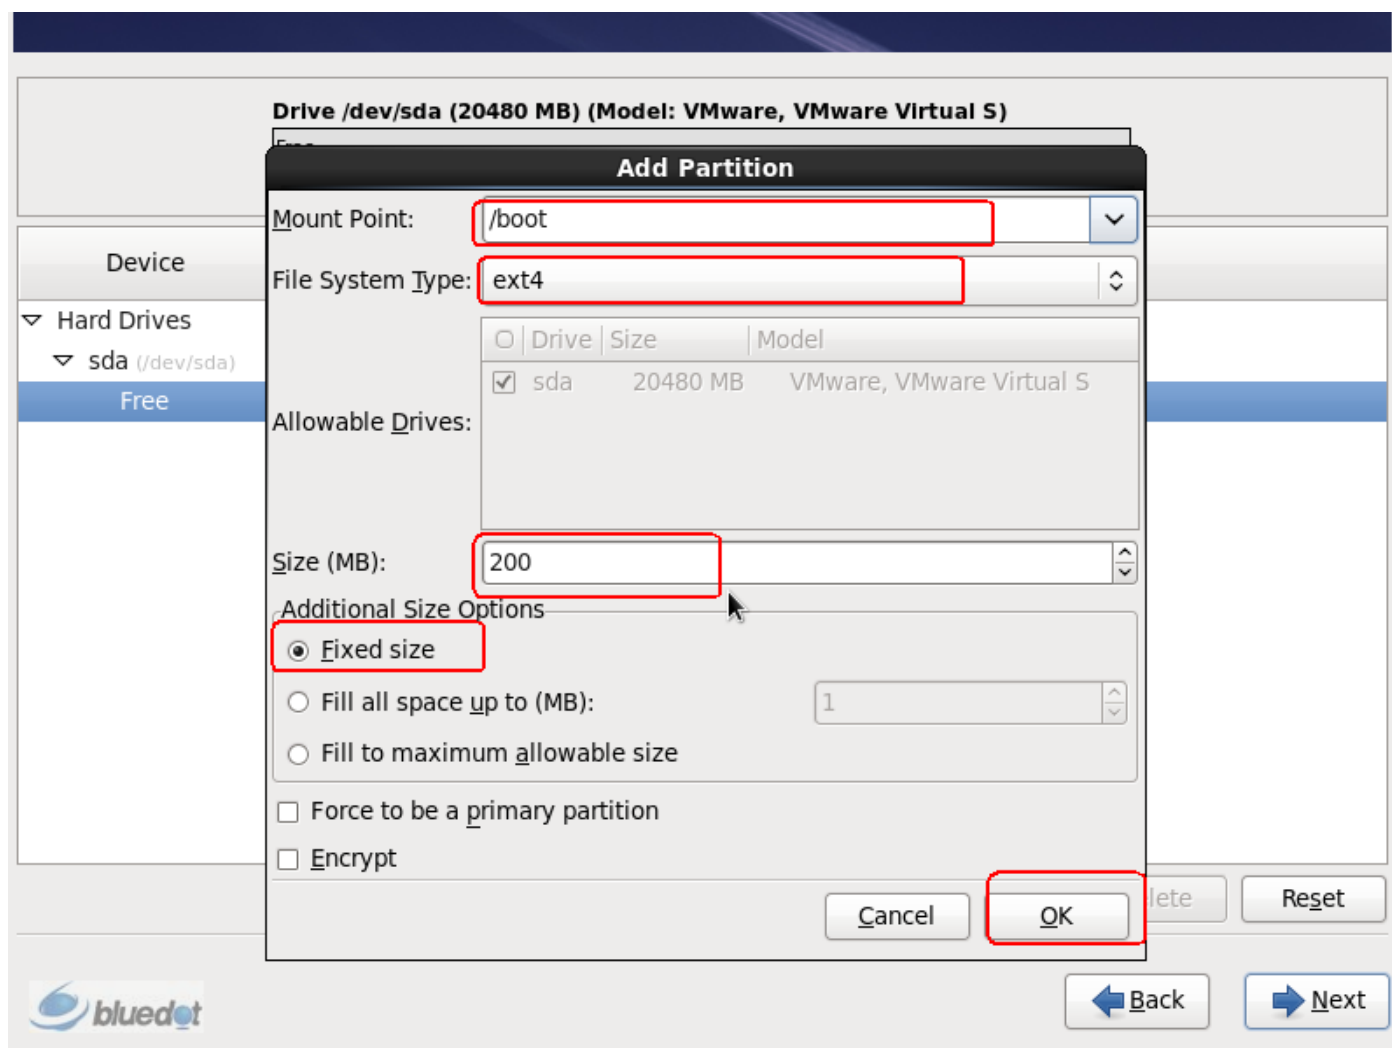 Drive /dev/sda (20480 MB) (Model: VMware, VMware Virtual S)
Free
Add Partition
Mount Point: /boot
File System Type: ext4
Device
Hard Drives
sda (/dev/sda)
Free
Drive Size Model
sda 20480 MB VMware, VMware Virtual S
Allowable Drives:
Size (MB): 200
Additional Size Options
Fixed size
Fill all space up to (MB): 1
Fill to maximum allowable size
Force to be a primary partition
Encrypt
Cancel OK
lete Reset
bluedot
Back Next